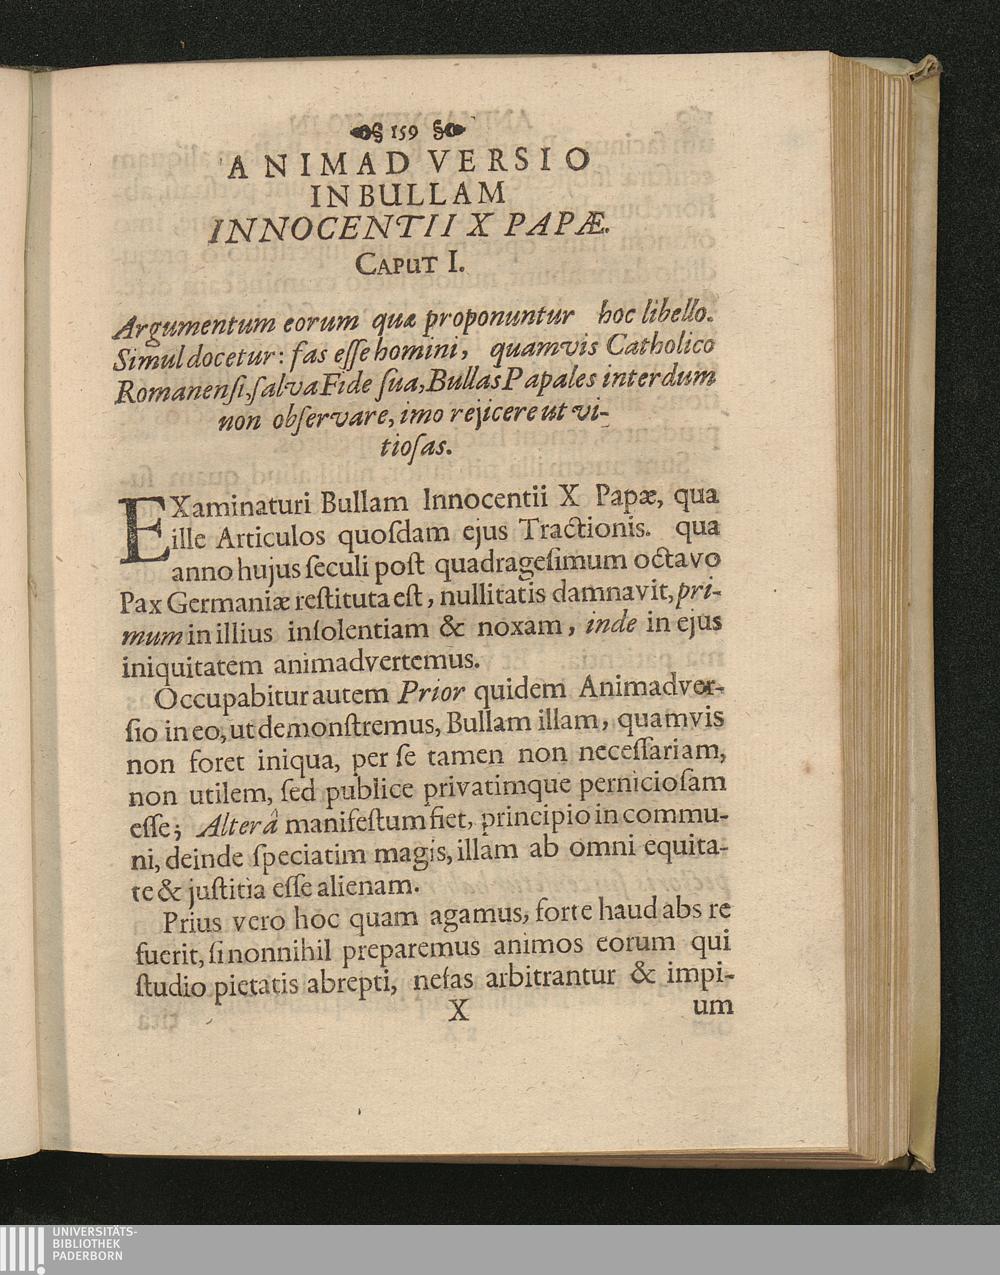 159
ANIMADVERSIO
IN BULLAM
INNOCENTII X PAPÆ.
CAPUT I.
Argumentum eorum quæ proponuntur hoc libello.
Simul docetur: fas eſſe homini, quamvis Catholico
Romanenſi, ſalva Fide ſua, Bullas Papales interdum
non obſervare, imo rejicere ut vi-
tioſas.
EXaminaturi Bullam Innocentii X Papæ, qua
ille Articulos quoſdam ejus Tractionis. qua
anno hujus ſeculi poſt quadrageſimum octavo
Pax Germaniæ reſtituta eſt, nullitatis damnavit, pri-
mum in illius inſolentiam & noxam, inde in ejus
iniquitatem animadvertemus.
Occupabitur autem Prior quidem Animadver-
ſio in eo, ut demonſtremus, Bullam illam, quamvis
non foret iniqua, per ſe tamen non neceſſariam,
non utilem, ſed publice privatimque pernicioſam
eſſe; Alterâ manifeſtum fiet, principio in commu-
ni, deinde ſpeciatim magis, illam ab omni equita-
te & juſtitia eſſe alienam.
Prius vero hoc quam agamus, forte haud abs re
fuerit, ſi nonnihil preparemus animos eorum qui
ſtudio pietatis abrepti, nefas arbitrantur & impi-
X um
UNIVERSITÄTS-
BIBLIOTHEK
PADERBORN